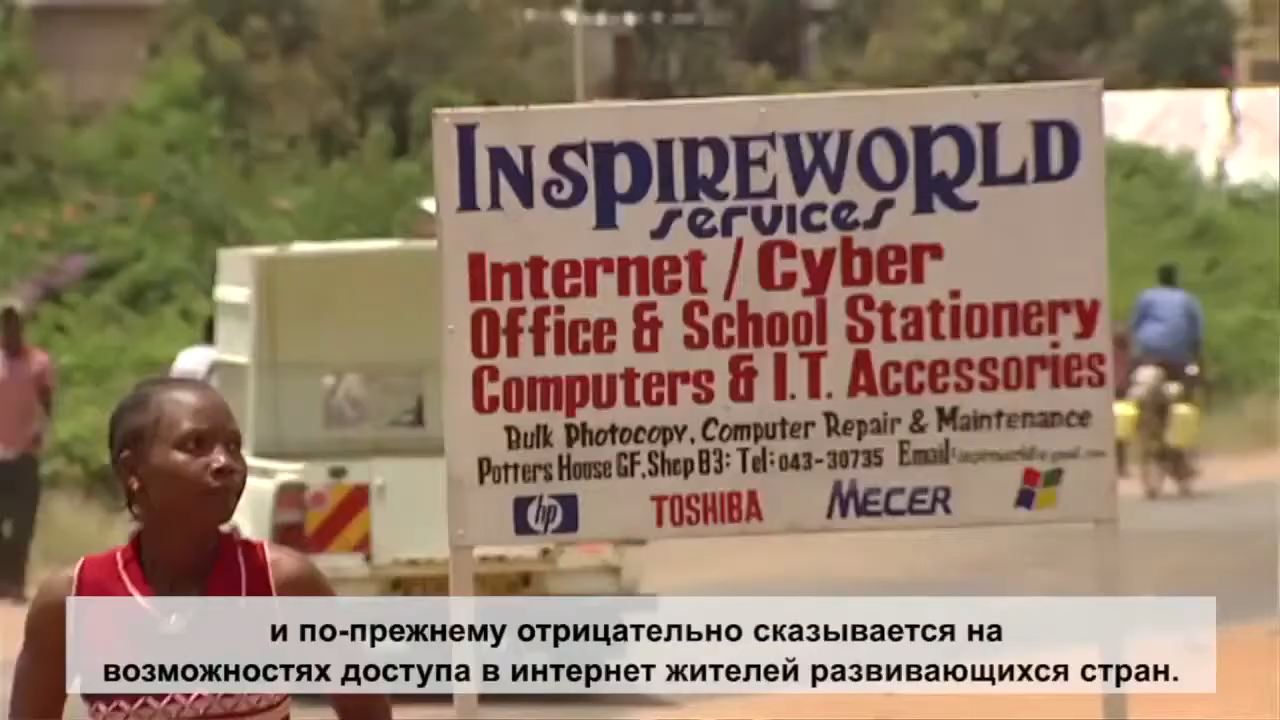 INSPIREWORLD
services
Internet / Cyber
Office & School Stationery
Computers & I.T. Accessories
Bulk Photocopy, Computer Repair & Maintenance
Potters House GF, Shop B3: Tel: 043-30735 Email:
hp TOSHIBA MECER
и по-прежнему отрицательно сказывается на
возможностях доступа в интернет жителей развивающихся стран.